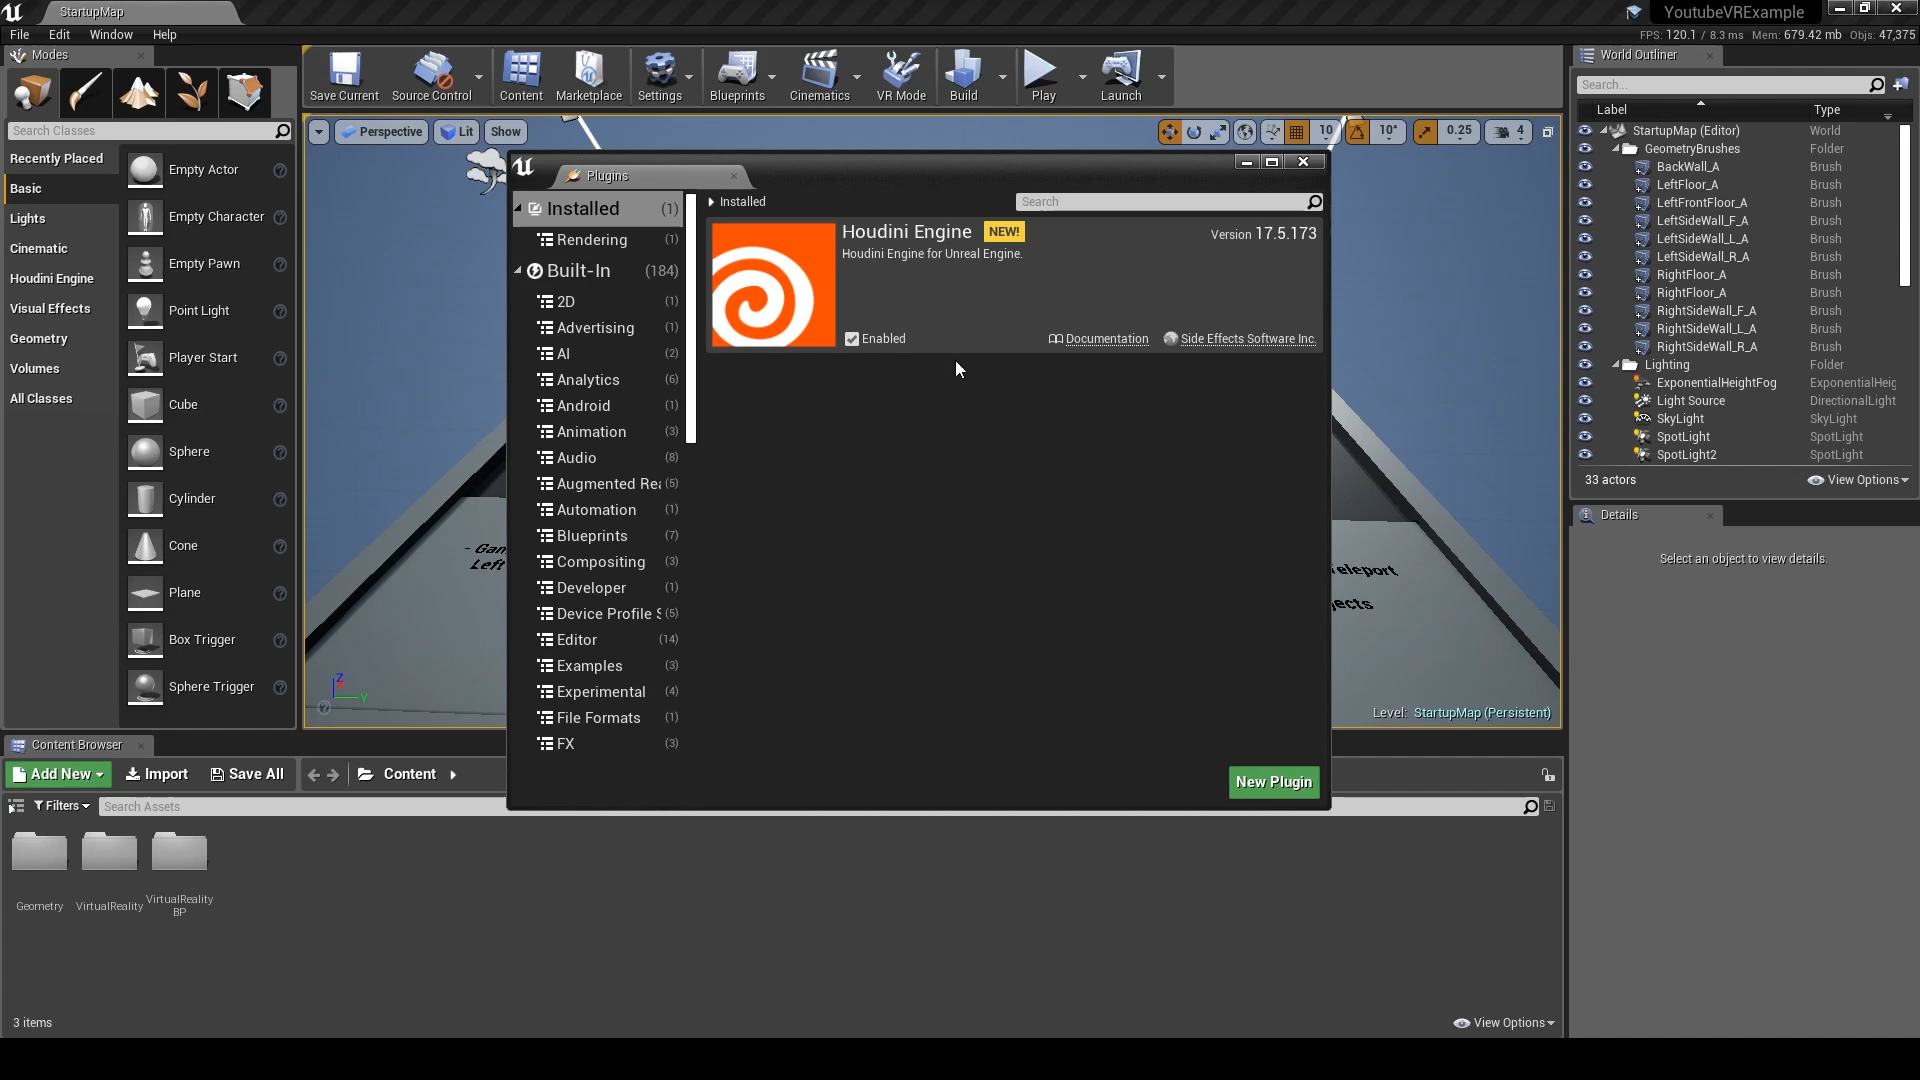 StartupMap
YoutubeVRExample
File Edit Window Help
FPS: 120.1 / 8.3 ms Mem: 679.42 mb Objs: 47,375
Modes
Search Classes
Recently Placed
Basic
Lights
Cinematic
Houdini Engine
Visual Effects
Geometry
Volumes
All Classes
Empty Actor
Empty Character
Empty Pawn
Point Light
Player Start
Cube
Sphere
Cylinder
Cone
Plane
Box Trigger
Sphere Trigger
Save Current Source Control Content Marketplace Settings Blueprints Cinematics VR Mode Build Play Launch
Perspective Lit Show
10 10° 0.25 4
Plugins
Installed (1)
Rendering (1)
Built-In (184)
2D (1)
Advertising (1)
AI (2)
Analytics (6)
Android (1)
Animation (3)
Audio (8)
Augmented Rea (5)
Automation (1)
Blueprints (7)
Compositing (3)
Developer (1)
Device Profile S (5)
Editor (14)
Examples (3)
Experimental (4)
File Formats (1)
FX (3)
Installed
Search
Houdini Engine NEW! Version 17.5.173
Houdini Engine for Unreal Engine.
Enabled Documentation Side Effects Software Inc.
New Plugin
- Gam
Left
eleport
jects
Z
Y
Level: StartupMap (Persistent)
World Outliner
Search...
Label Type
StartupMap (Editor) World
GeometryBrushes Folder
BackWall_A Brush
LeftFloor_A Brush
LeftFrontFloor_A Brush
LeftSideWall_F_A Brush
LeftSideWall_L_A Brush
LeftSideWall_R_A Brush
RightFloor_A Brush
RightFloor_A Brush
RightSideWall_F_A Brush
RightSideWall_L_A Brush
RightSideWall_R_A Brush
Lighting Folder
ExponentialHeightFog ExponentialHeig
Light Source DirectionalLight
SkyLight SkyLight
SpotLight SpotLight
SpotLight2 SpotLight
33 actors View Options
Details
Select an object to view details.
Content Browser
Add New Import Save All Content
Filters Search Assets
Geometry
VirtualReality
VirtualReality
BP
3 items View Options